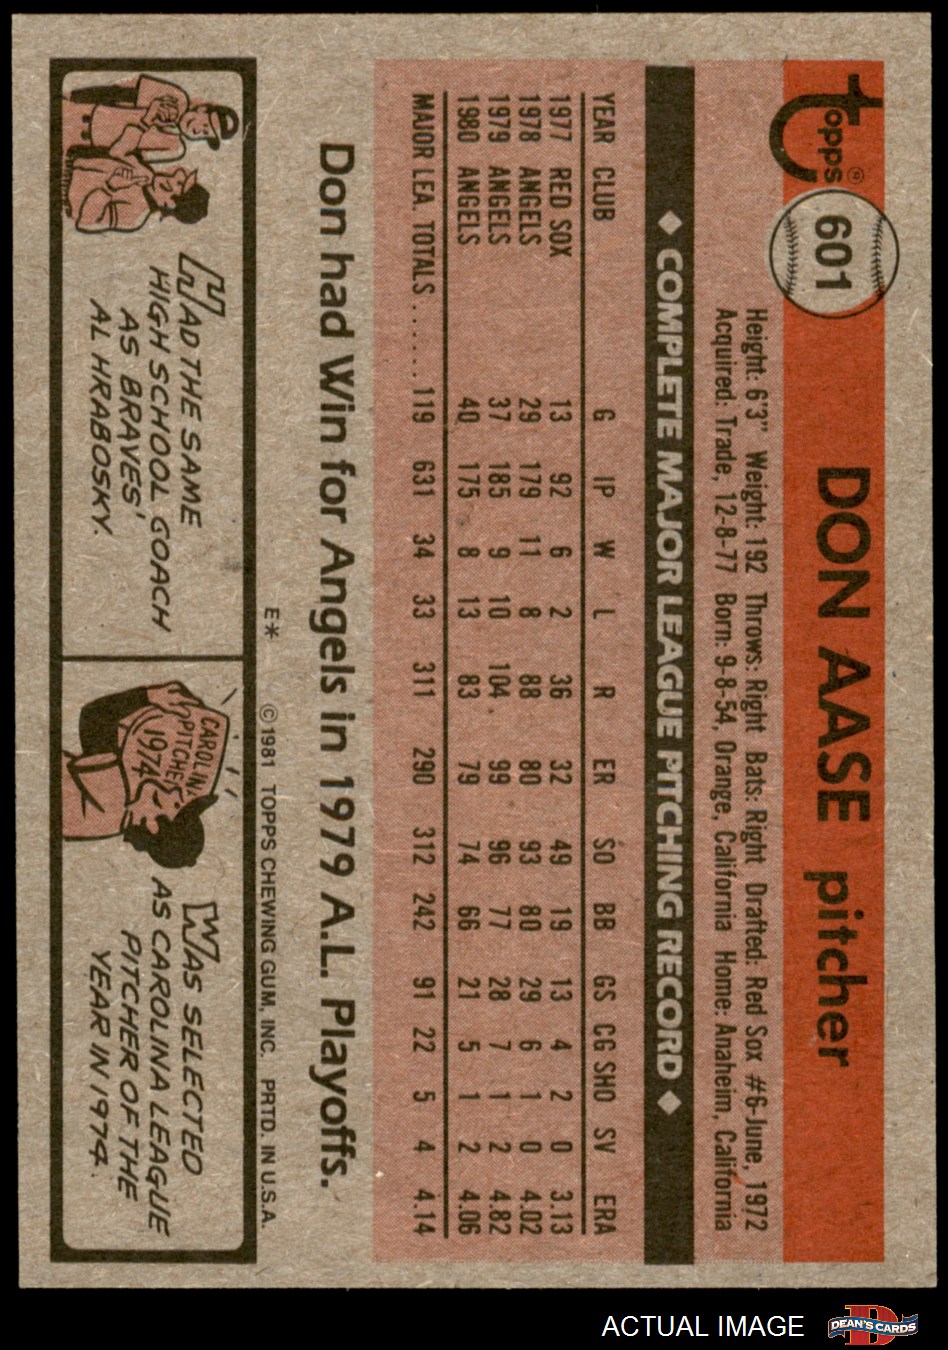 Topps®
601
DON AASE pitcher
Height: 6'3" Weight: 192 Throws: Right Bats: Right Drafted: Red Sox #6-June, 1972
Acquired: Trade, 12-8-77 Born: 9-8-54, Orange, California Home: Anaheim, California
◆ COMPLETE MAJOR LEAGUE PITCHING RECORD ◆
YEAR CLUB G IP W L R ER SO BB GS CG SHO SV ERA
1977 RED SOX 13 92 6 2 36 32 49 19 13 4 2 0 3.13
1978 ANGELS 29 179 11 8 88 80 93 80 29 6 1 0 4.02
1979 ANGELS 37 185 9 10 104 99 96 77 28 7 1 2 4.82
1980 ANGELS 40 175 8 13 83 79 74 66 21 5 1 2 4.06
MAJOR LEA. TOTALS...... 119 631 34 33 311 290 312 242 91 22 5 4 4.14
Don had Win for Angels in 1979 A.L. Playoffs.
E* ©1981 TOPPS CHEWING GUM, INC. PRTD. IN U.S.A.
HAD THE SAME
HIGH SCHOOL COACH
AS BRAVES'
AL HRABOSKY.
CAROLIN
PITCHER
1974
WAS SELECTED
AS CAROLINA LEAGUE
PITCHER OF THE
YEAR IN 1974.
ACTUAL IMAGE
D
DEAN'S CARDS